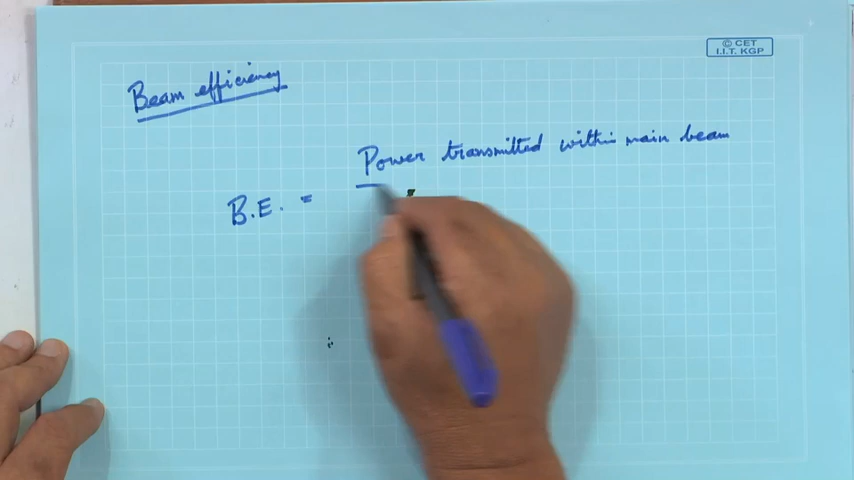 © CET
I.I.T. KGP
Beam efficiency
Power transmitted within main beam
B.E. =